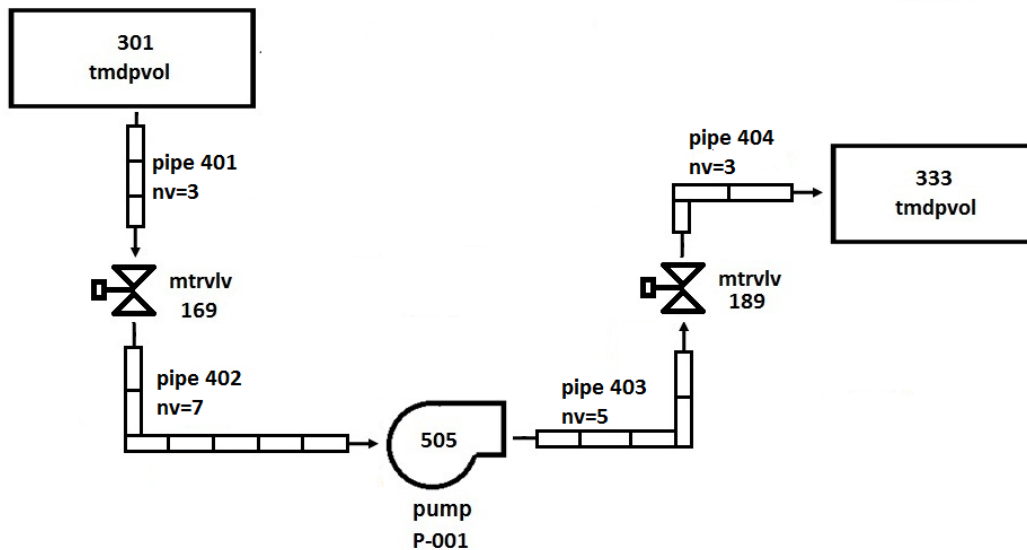 301
tmdpvol
pipe 401
nv=3
mtrvlv
169
pipe 402
nv=7
505
pump
P-001
pipe 403
nv=5
mtrvlv
189
pipe 404
nv=3
333
tmdpvol